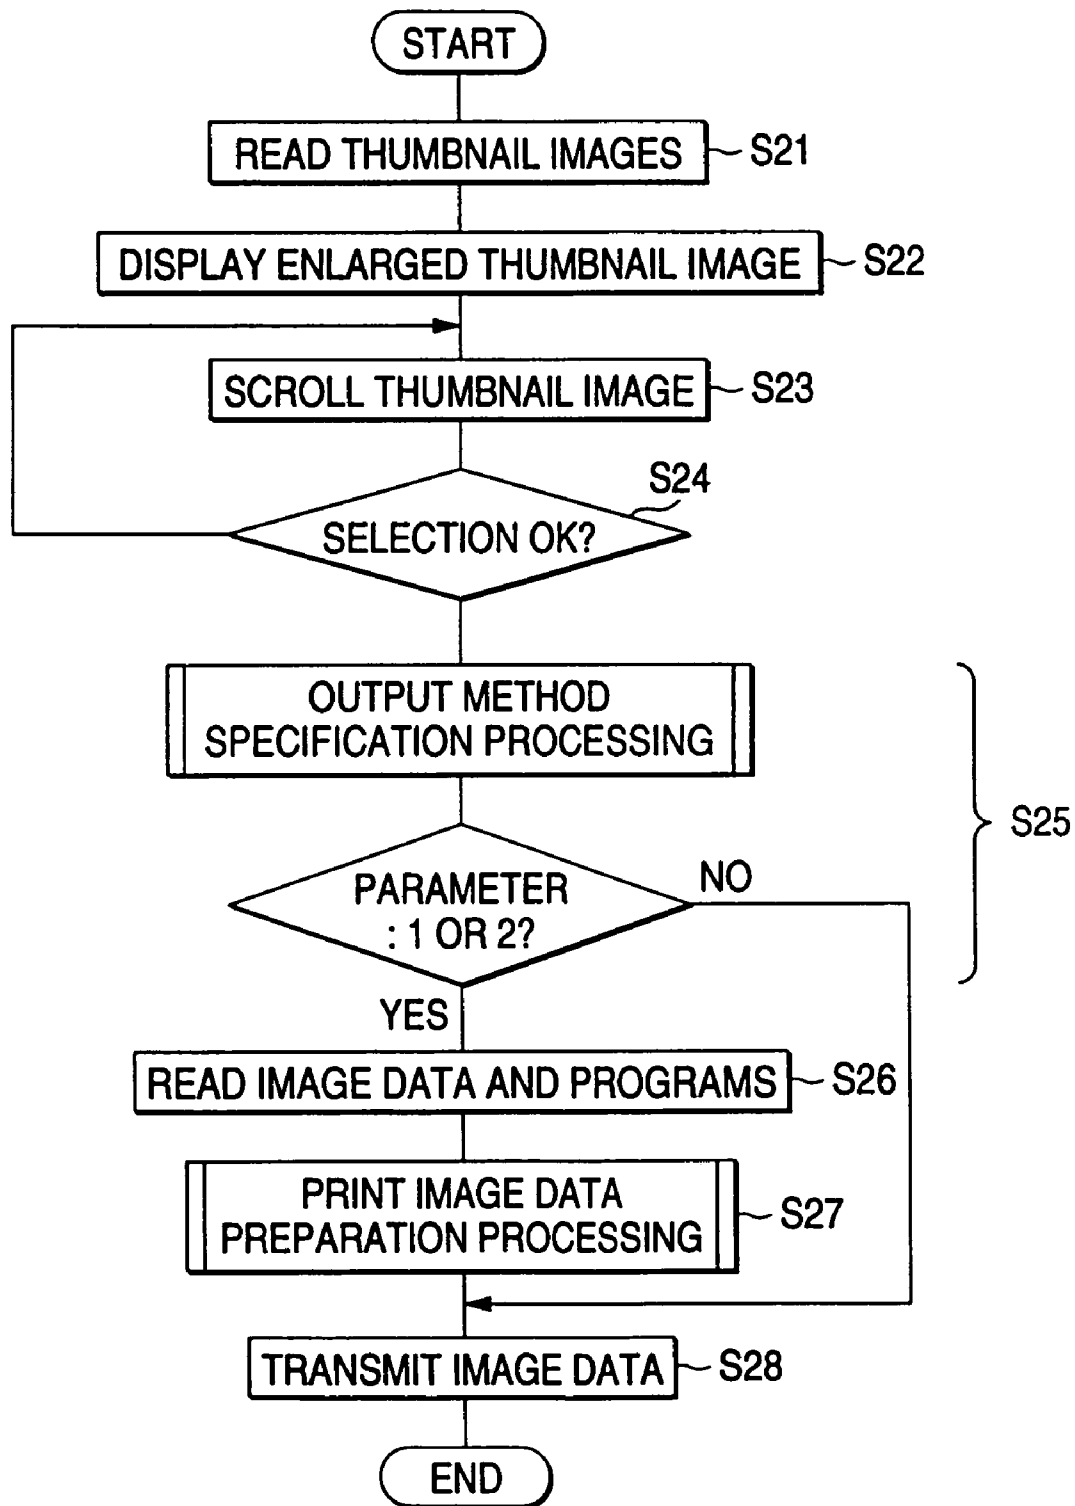 START
READ THUMBNAIL IMAGES
S21
DISPLAY ENLARGED THUMBNAIL IMAGE
S22
SCROLL THUMBNAIL IMAGE
S23
S24
SELECTION OK?
OUTPUT METHOD
SPECIFICATION PROCESSING
S25
PARAMETER
: 1 OR 2?
NO
YES
READ IMAGE DATA AND PROGRAMS
S26
PRINT IMAGE DATA
PREPARATION PROCESSING
S27
TRANSMIT IMAGE DATA
S28
END